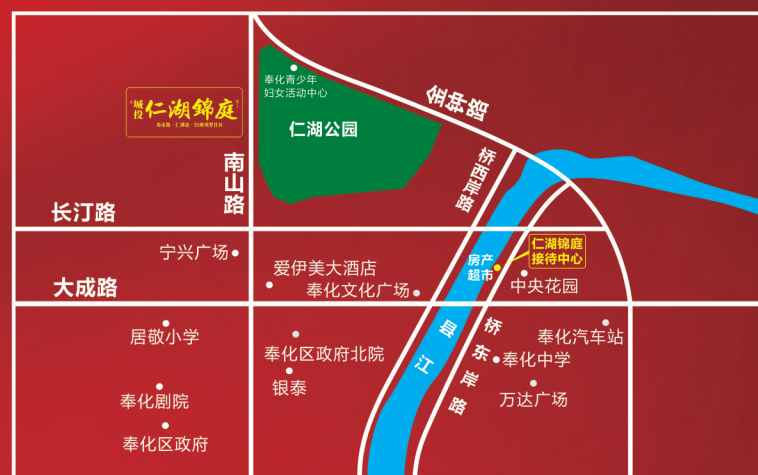 奉化青少年
妇女活动中心
金钟路
城投
仁湖锦庭
仁湖公园
南山路
桥西岸路
长汀路
宁兴广场
仁湖锦庭
接待中心
房产
超市
爱伊美大酒店
大成路
奉化文化广场
中央花园
县江
桥东岸路
居敬小学
奉化汽车站
奉化区政府北院
奉化中学
银泰
奉化剧院
万达广场
奉化区政府